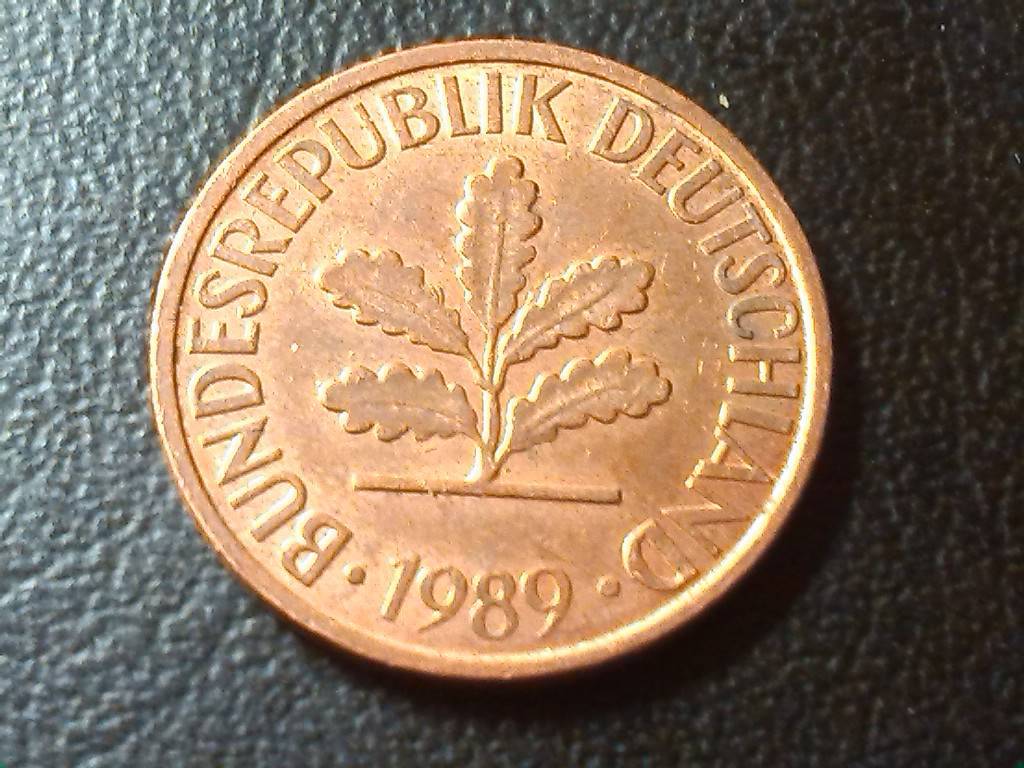 BUNDESREPUBLIK DEUTSCHLAND
· 1989 ·